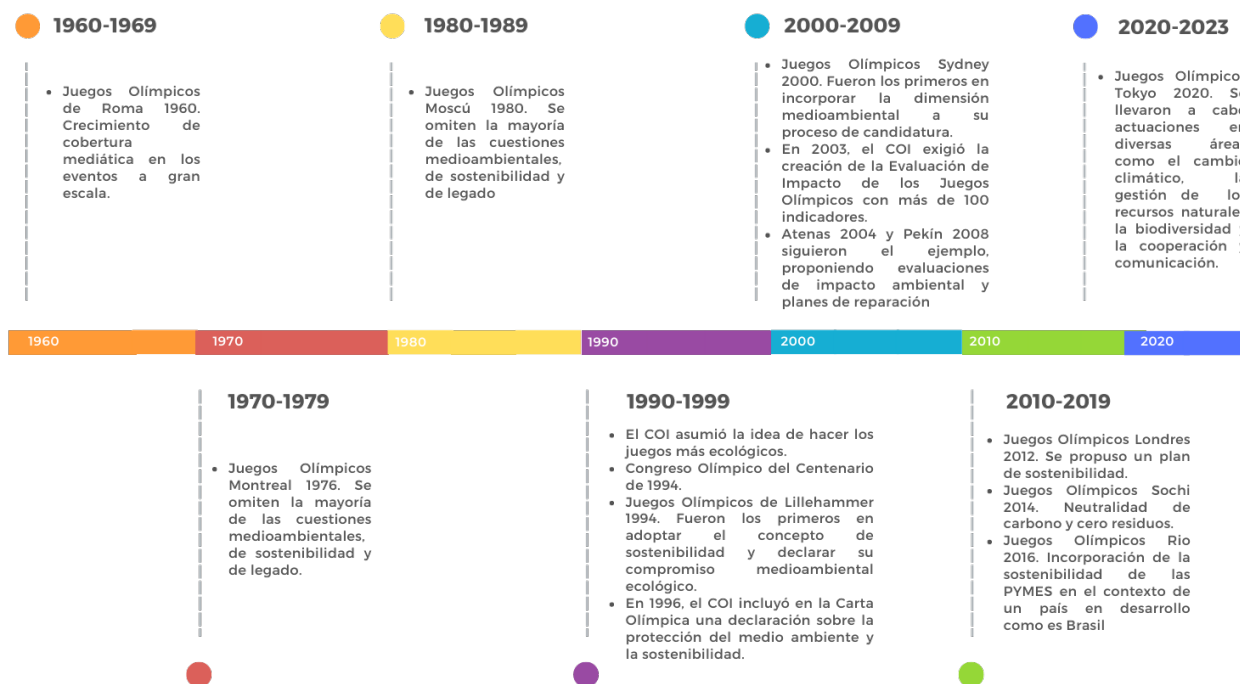 1960-1969
Juegos Olímpicos
de Roma 1960.
Crecimiento de
cobertura
mediática en los
eventos a gran
escala.
1980-1989
Juegos Olímpicos
Moscú 1980. Se
omiten la mayoría
de las cuestiones
medioambientales,
de sostenibilidad y
de legado
2000-2009
Juegos Olímpicos Sydney
2000. Fueron los primeros en
incorporar la dimensión
medioambiental a su
proceso de candidatura.
En 2003, el COI exigió la
creación de la Evaluación de
Impacto de los Juegos
Olímpicos con más de 100
indicadores.
Atenas 2004 y Pekín 2008
siguieron el ejemplo,
proponiendo evaluaciones
de impacto ambiental y
planes de reparación
2020-2023
Juegos
Tokyo 2020.
llevaron a
actuaciones
diversas
como el
climático,
gestión de
recursos
la biodiversidad
la cooperación
comunicación.
1960 1970 1980 1990 2000 2010 2020
1970-1979
Juegos Olímpicos
Montreal 1976. Se
omiten la mayoría
de las cuestiones
medioambientales,
de sostenibilidad y
de legado.
1990-1999
El COI asumió la idea de hacer los
juegos más ecológicos.
Congreso Olímpico del Centenario
de 1994.
Juegos Olímpicos de Lillehammer
1994. Fueron los primeros en
adoptar el concepto de
sostenibilidad y declarar su
compromiso medioambiental
ecológico.
En 1996, el COI incluyó en la Carta
Olímpica una declaración sobre la
protección del medio ambiente y
la sostenibilidad.
2010-2019
Juegos Olímpicos Londres
2012. Se propuso un plan
de sostenibilidad.
Juegos Olímpicos Sochi
2014. Neutralidad de
carbono y cero residuos.
Juegos Olímpicos Rio
2016. Incorporación de la
sostenibilidad de las
PYMES en el contexto de
un país en desarrollo
como es Brasil